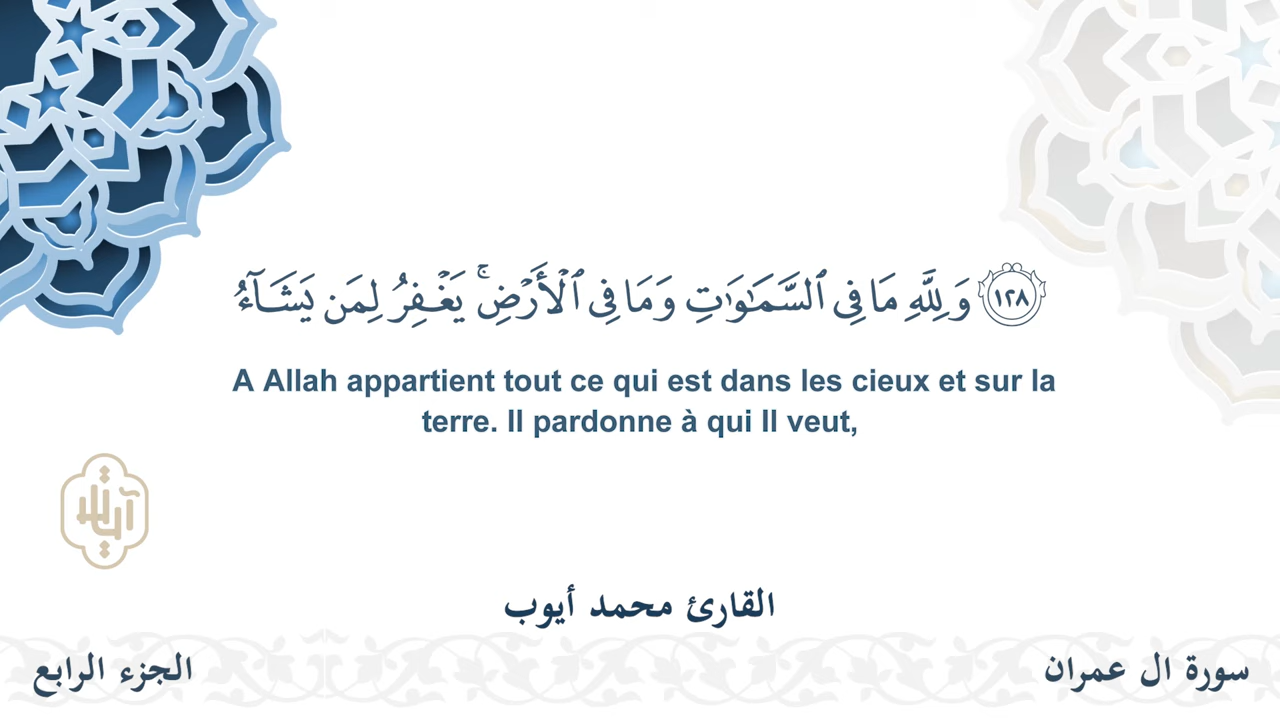 ١٢٨ وَلِلَّهِ مَا فِى ٱلسَّمَـٰوَٰتِ وَمَا فِى ٱلْأَرْضِ ۚ يَغْفِرُ لِمَن يَشَآءُ
A Allah appartient tout ce qui est dans les cieux et sur la
terre. Il pardonne à qui Il veut,
القارئ محمد أيوب
سورة ال عمران
الجزء الرابع